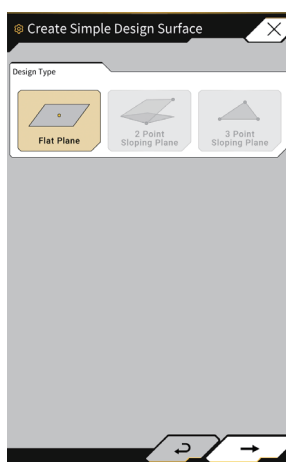 Create Simple Design Surface
Design Type
Flat Plane
2 Point
Sloping Plane
3 Point
Sloping Plane